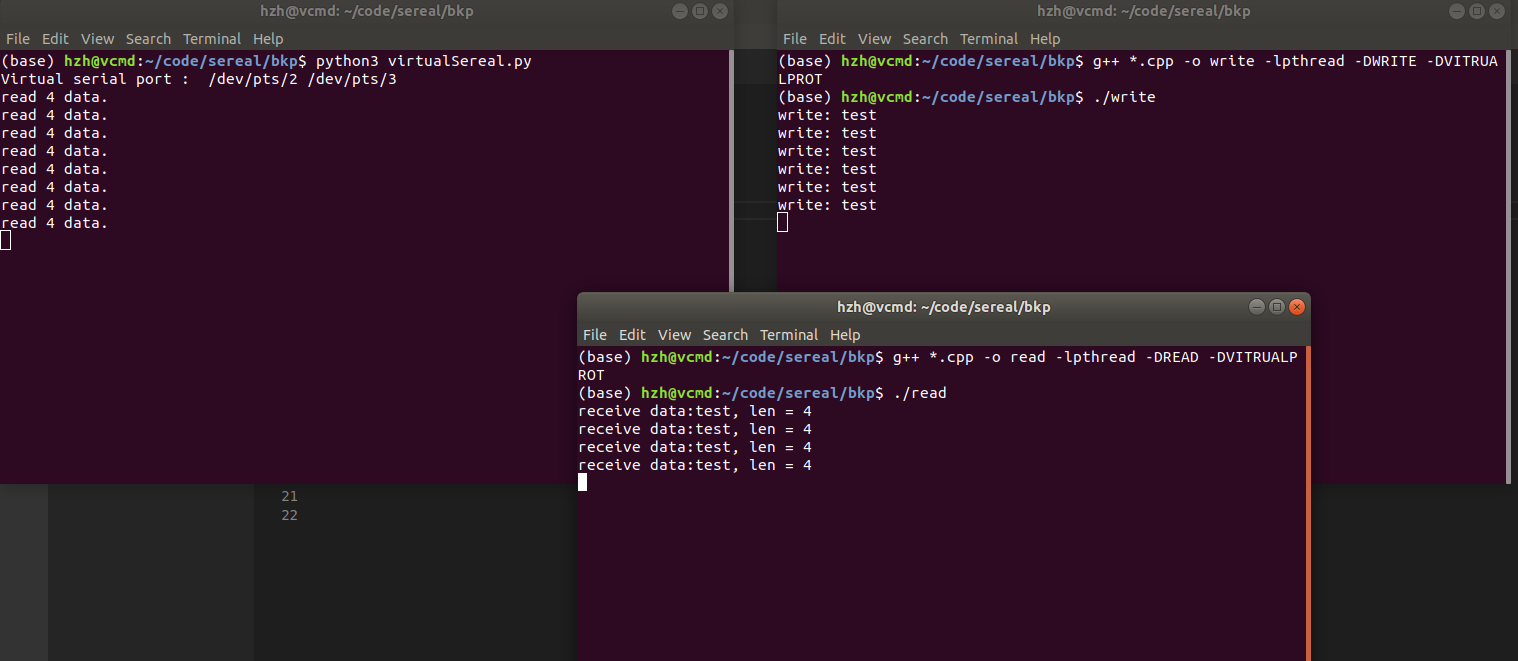 hzh@vcmd: ~/code/sereal/bkp
File Edit View Search Terminal Help
(base) hzh@vcmd:~/code/sereal/bkp$ python3 virtualSereal.py
Virtual serial port :  /dev/pts/2 /dev/pts/3
read 4 data.
read 4 data.
read 4 data.
read 4 data.
read 4 data.
read 4 data.
read 4 data.
read 4 data.
hzh@vcmd: ~/code/sereal/bkp
File Edit View Search Terminal Help
(base) hzh@vcmd:~/code/sereal/bkp$ g++ *.cpp -o write -lpthread -DWRITE -DVITRUA
LPROT
(base) hzh@vcmd:~/code/sereal/bkp$ ./write
write: test
write: test
write: test
write: test
write: test
write: test
hzh@vcmd: ~/code/sereal/bkp
File Edit View Search Terminal Help
(base) hzh@vcmd:~/code/sereal/bkp$ g++ *.cpp -o read -lpthread -DREAD -DVITRUALP
ROT
(base) hzh@vcmd:~/code/sereal/bkp$ ./read
receive data:test, len = 4
receive data:test, len = 4
receive data:test, len = 4
receive data:test, len = 4
21
22